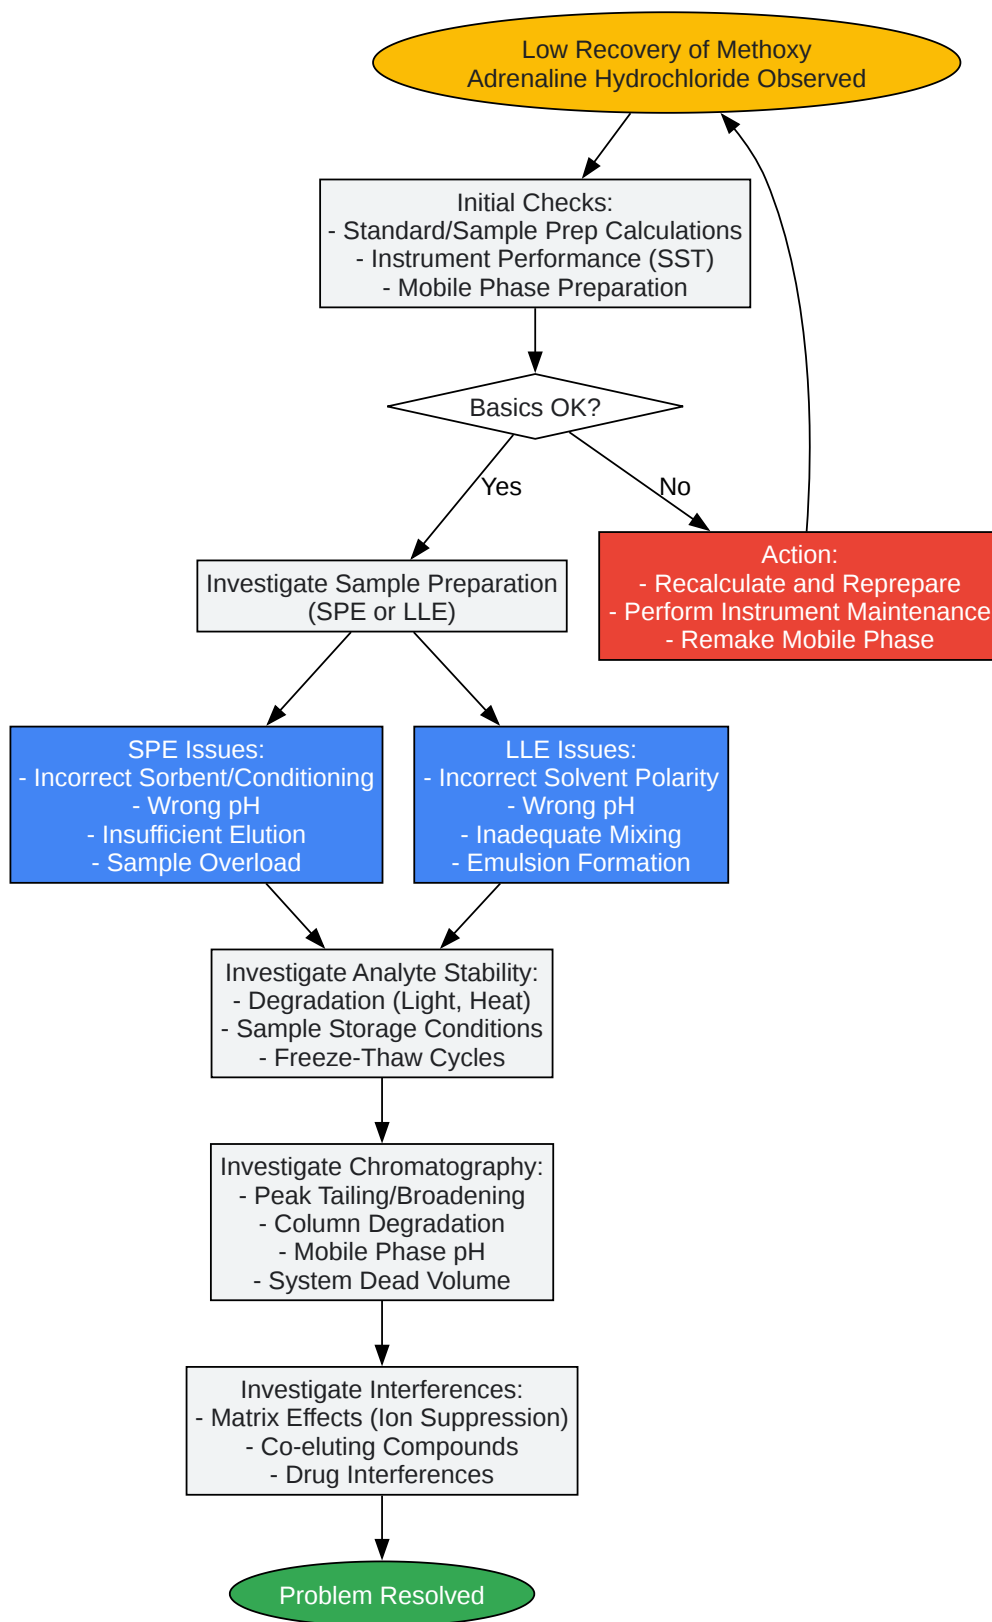 Low Recovery of Methoxy
Adrenaline Hydrochloride Observed
Initial Checks:
- Standard/Sample Prep Calculations
- Instrument Performance (SST)
- Mobile Phase Preparation
Basics OK?
Yes
No
Action:
- Recalculate and Reprepare
- Perform Instrument Maintenance
- Remake Mobile Phase
Investigate Sample Preparation
(SPE or LLE)
SPE Issues:
- Incorrect Sorbent/Conditioning
- Wrong pH
- Insufficient Elution
- Sample Overload
LLE Issues:
- Incorrect Solvent Polarity
- Wrong pH
- Inadequate Mixing
- Emulsion Formation
Investigate Analyte Stability:
- Degradation (Light, Heat)
- Sample Storage Conditions
- Freeze-Thaw Cycles
Investigate Chromatography:
- Peak Tailing/Broadening
- Column Degradation
- Mobile Phase pH
- System Dead Volume
Investigate Interferences:
- Matrix Effects (Ion Suppression)
- Co-eluting Compounds
- Drug Interferences
Problem Resolved